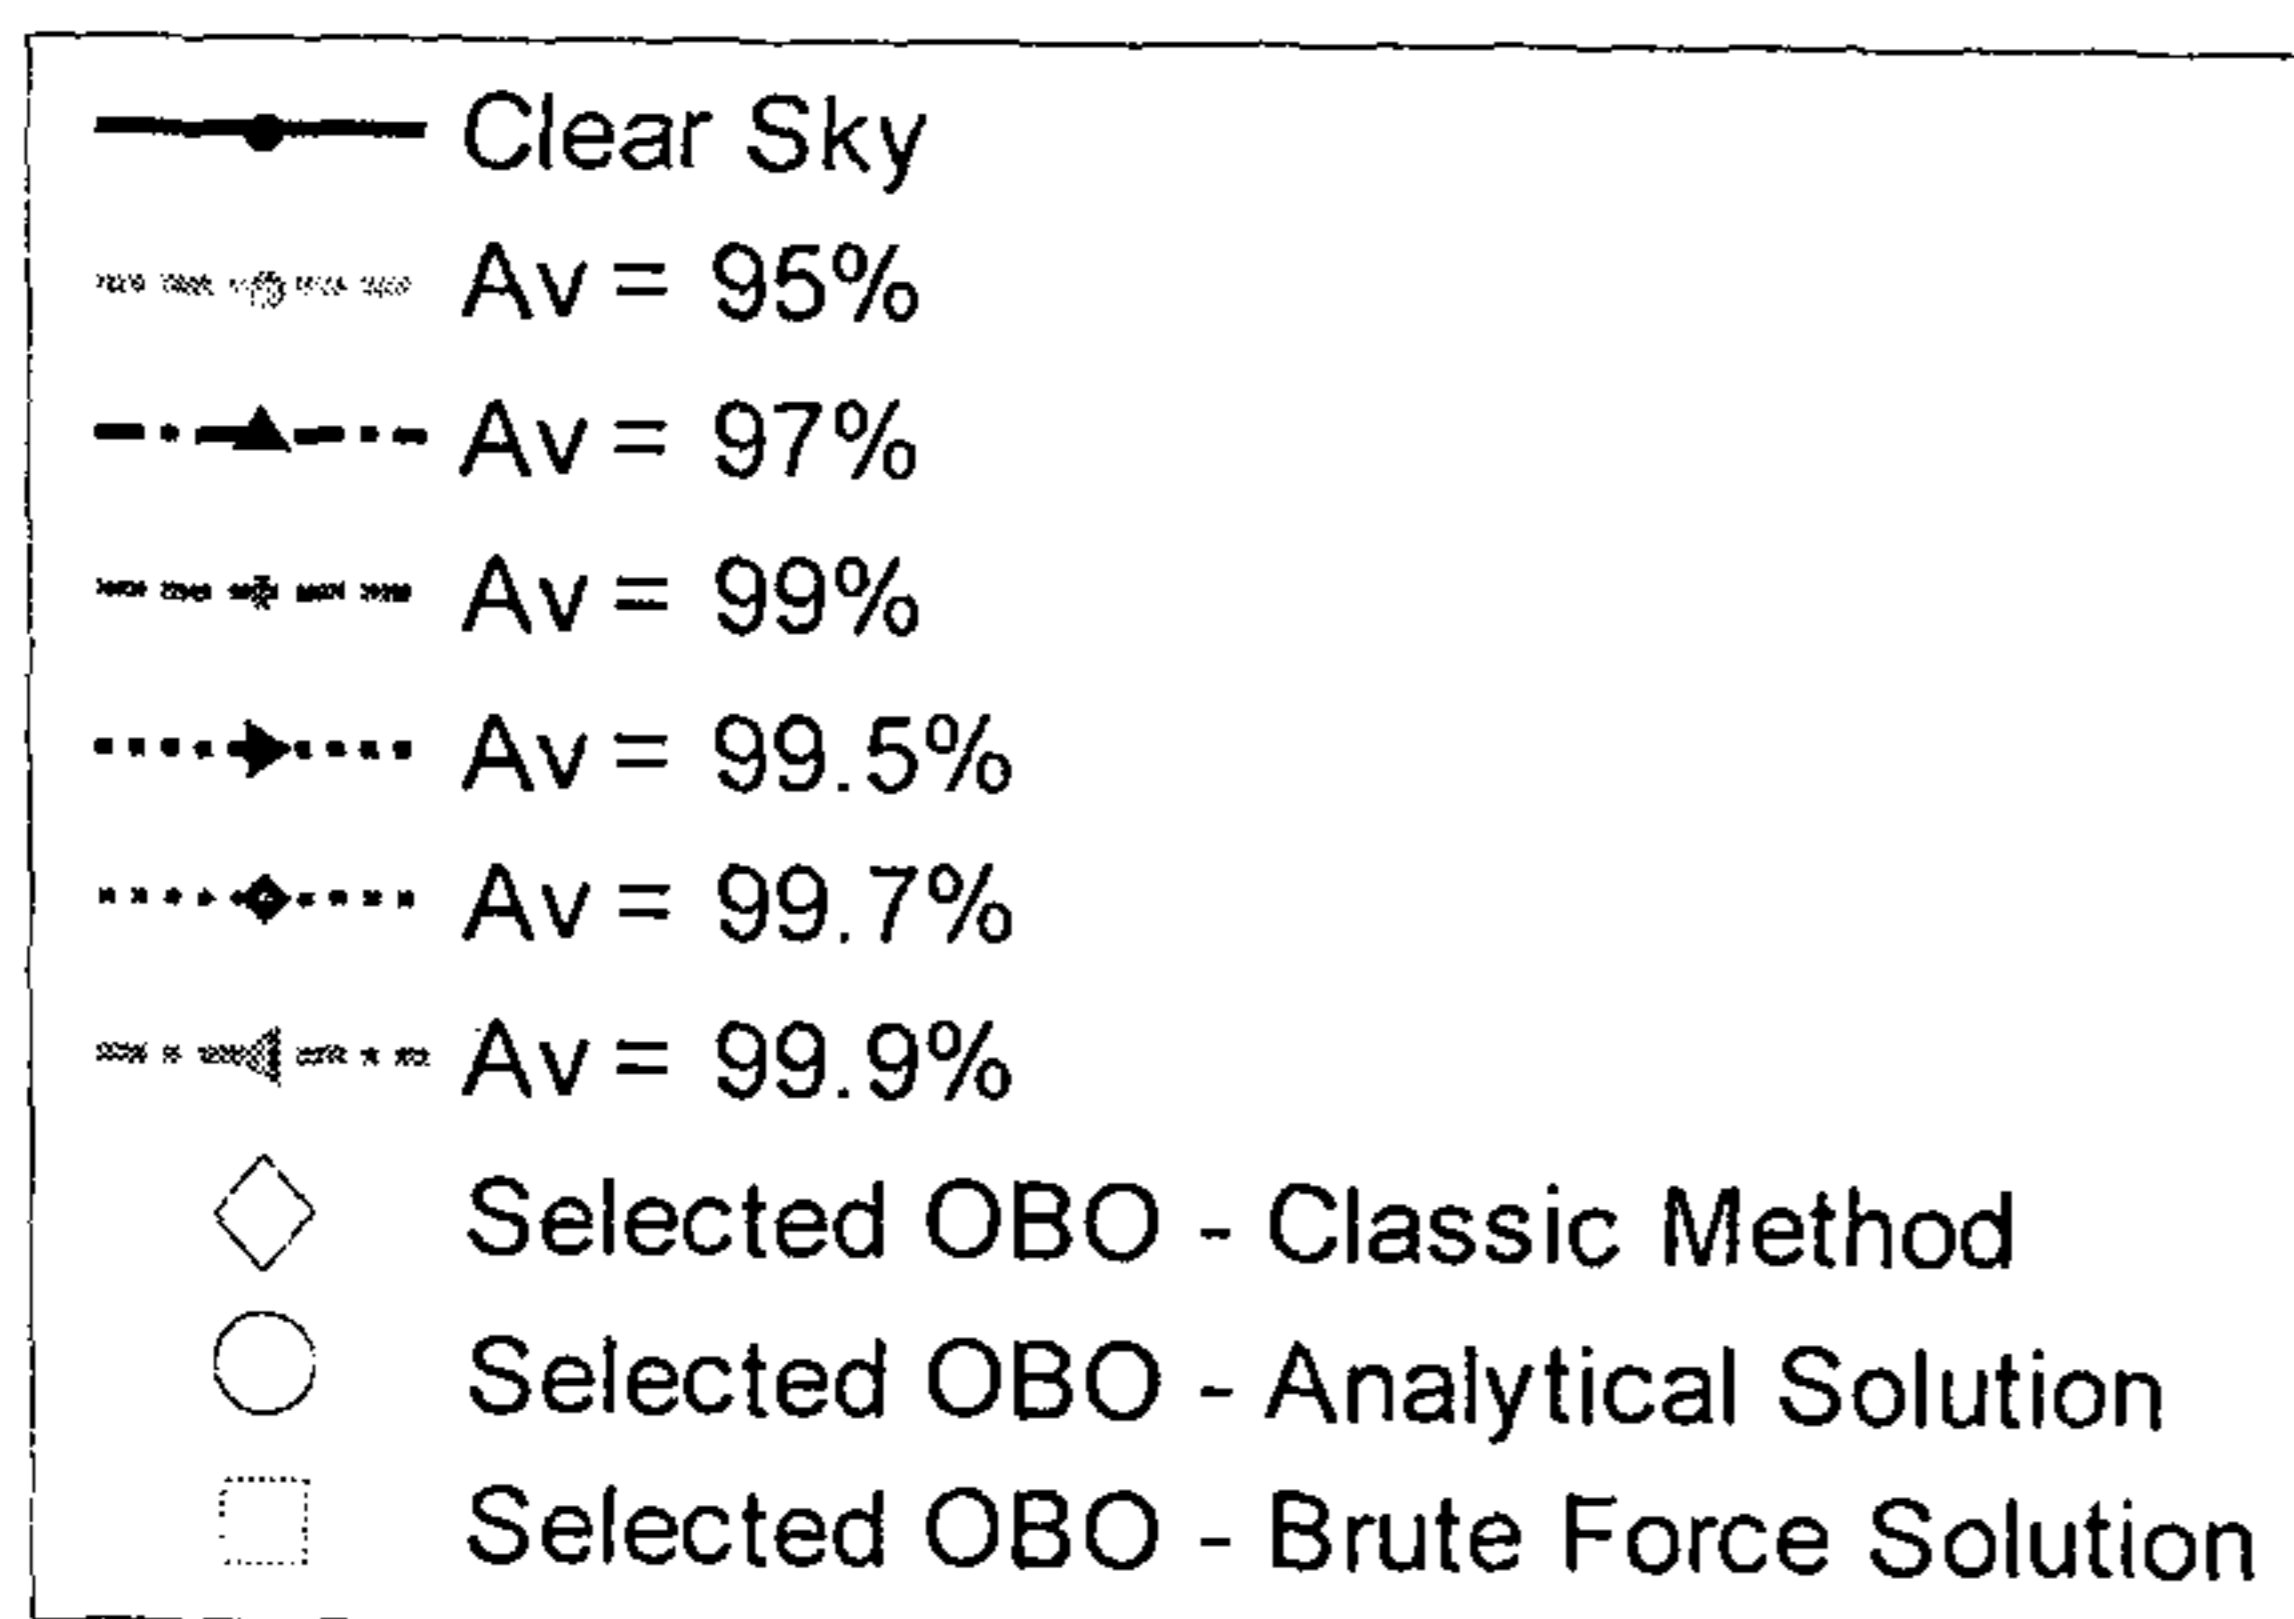 Clear Sky
Av = 95%
Av = 97%
Av = 99%
Av = 99.5%
Av = 99.7%
Av = 99.9%
Selected OBO - Classic Method
Selected OBO - Analytical Solution
Selected OBO - Brute Force Solution